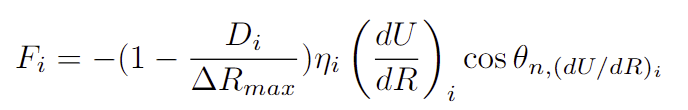 $F_i = -(1 - \frac{D_i}{\Delta R_{max}})\eta_i \left(\frac{dU}{dR}\right)_i \cos\theta_{n,(dU/dR)_i}$